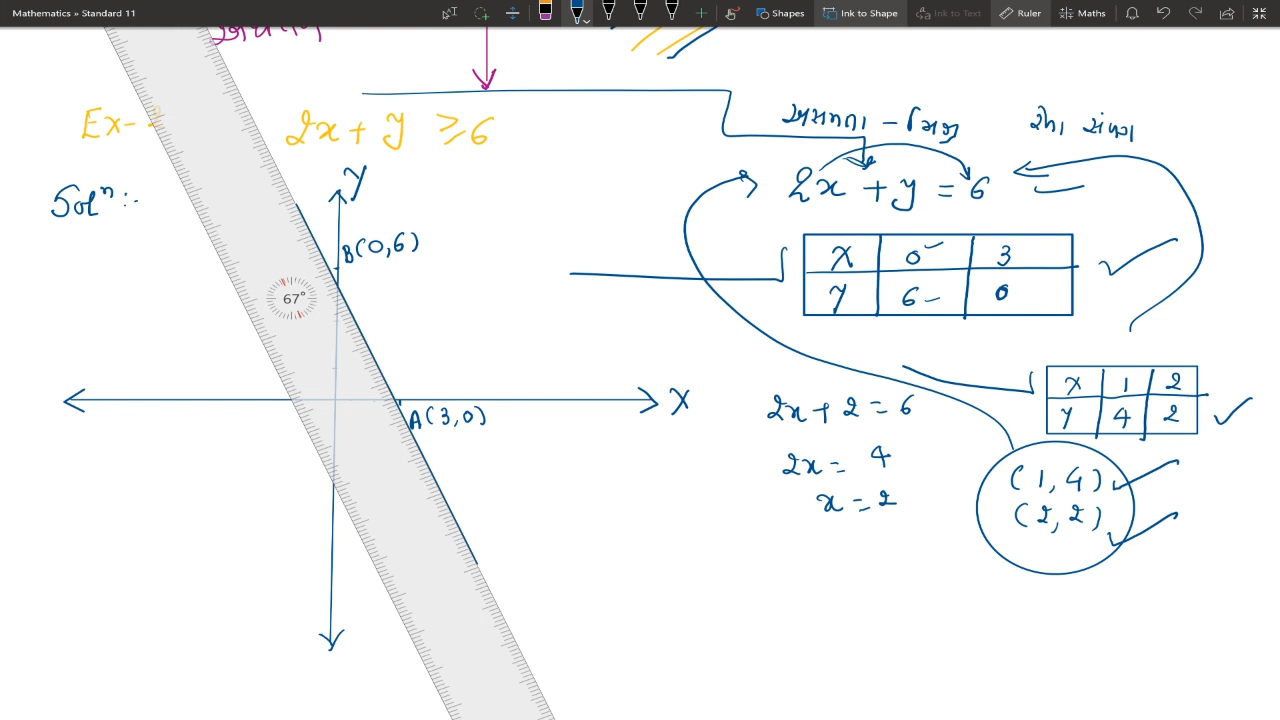 Mathematics » Standard 11
Shapes
Ink to Shape
Ink to Text
Ruler
Maths
Ex-
2x + y ≥ 6
Solⁿ :-
Y
B(0,6)
67°
X
A(3,0)
રેખા
2x + y = 6
X 0 3
Y 6 0
2x + 2 = 6
2x = 4
x = 2
X 1 2
Y 4 2
(1, 4)
(2, 2)